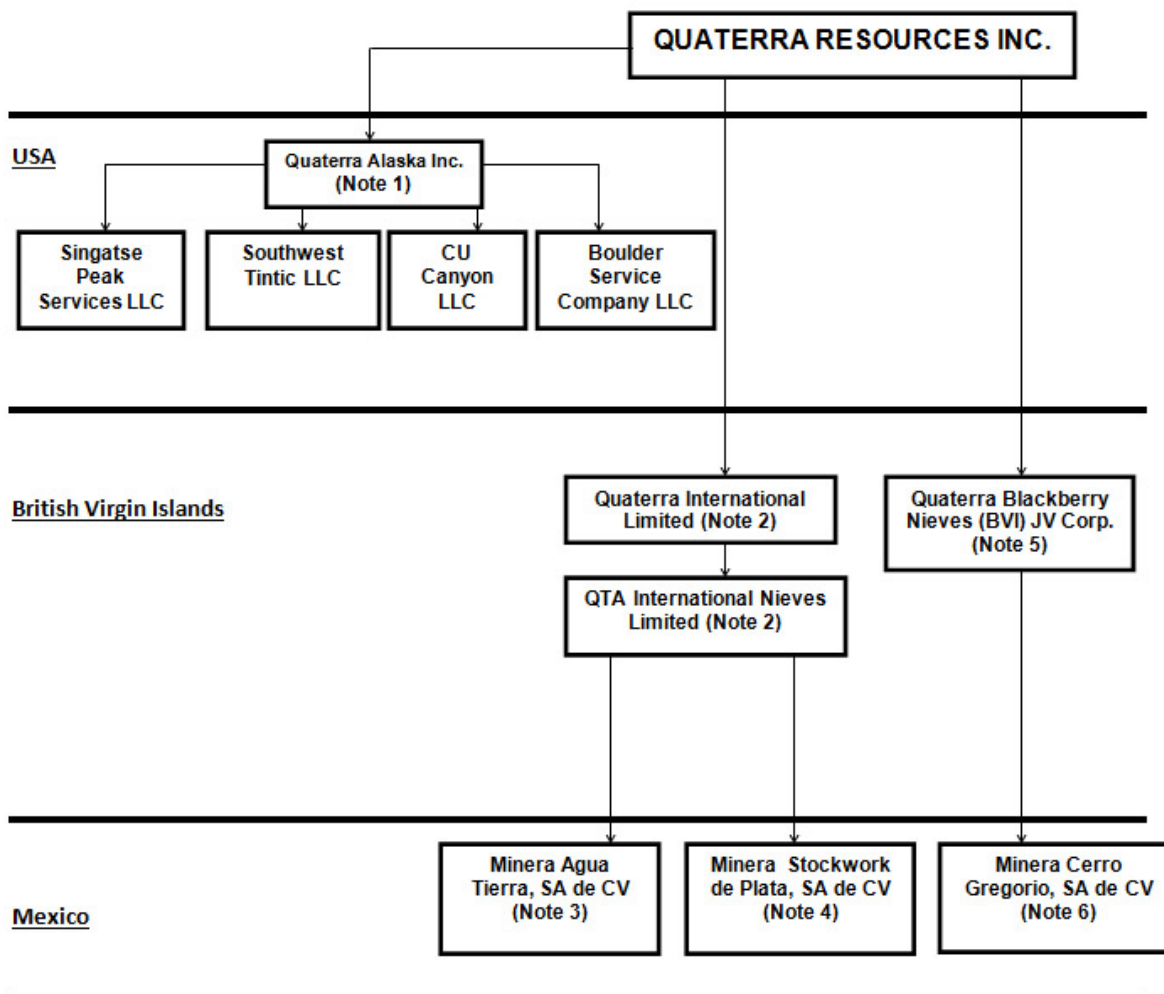 QUATERRA RESOURCES INC.
USA
Quaterra Alaska Inc.
(Note 1)
Singatse
Peak
Services LLC
Southwest
Tintic LLC
CU
Canyon
LLC
Boulder
Service
Company LLC
British Virgin Islands
Quaterra International
Limited (Note 2)
Quaterra Blackberry
Nieves (BVI) JV Corp.
(Note 5)
QTA International Nieves
Limited (Note 2)
Mexico
Minera Agua
Tierra, SA de CV
(Note 3)
Minera Stockwork
de Plata, SA de CV
(Note 4)
Minera Cerro
Gregorio, SA de CV
(Note 6)